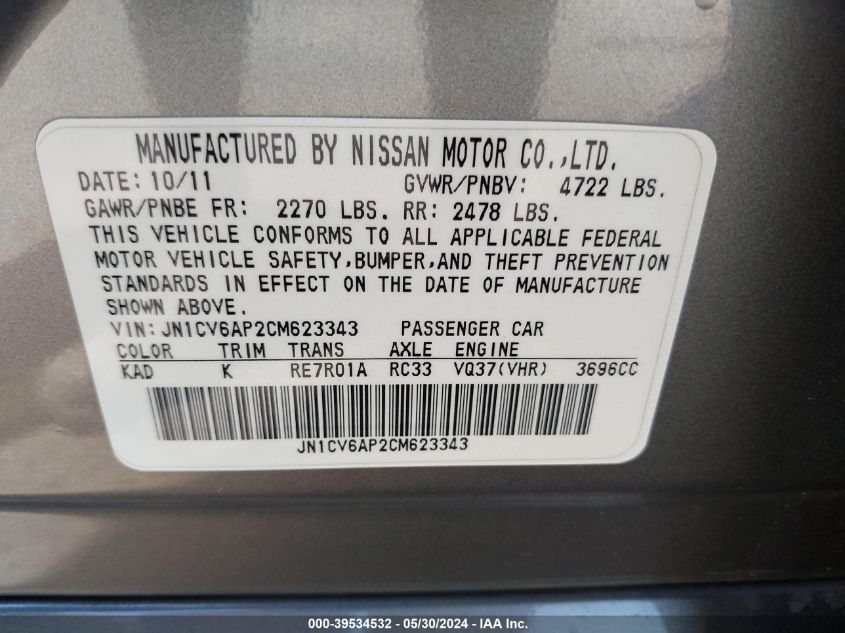 MANUFACTURED BY NISSAN MOTOR CO.,LTD.
DATE: 10/11 GVWR/PNBV: 4722 LBS.
GAWR/PNBE FR: 2270 LBS. RR: 2478 LBS.
THIS VEHICLE CONFORMS TO ALL APPLICABLE FEDERAL
MOTOR VEHICLE SAFETY,BUMPER,AND THEFT PREVENTION
STANDARDS IN EFFECT ON THE DATE OF MANUFACTURE
SHOWN ABOVE.
VIN:JN1CV6AP2CM623343 PASSENGER CAR
COLOR TRIM TRANS AXLE ENGINE
KAD K RE7R01A RC33 VQ37(VHR) 3696CC
JN1CV6AP2CM623343
000-39534532 - 05/30/2024 - IAA Inc.